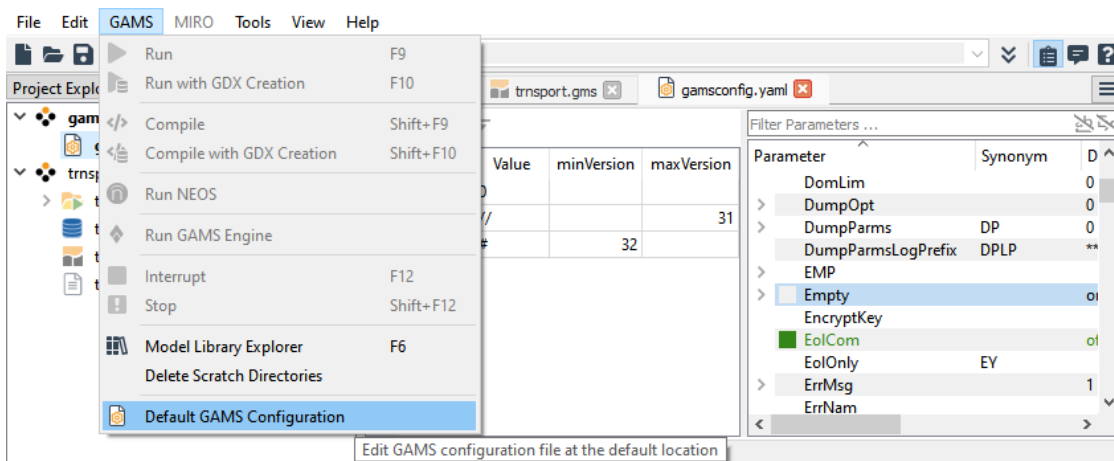 File Edit GAMS MIRO Tools View Help
Run F9
Project Explo
Run with GDX Creation F10
trnsport.gms gamsconfig.yaml
gam
Compile Shift+F9
Filter Parameters ...
g
Compile with GDX Creation Shift+F10
Value minVersion maxVersion
Parameter Synonym D
trnsp
Run NEOS
DomLim 0
// 31
DumpOpt 0
Run GAMS Engine
# 32
DumpParms DP 0
DumpParmsLogPrefix DPLP **
Interrupt F12
EMP
Stop Shift+F12
Empty
EncryptKey
Model Library Explorer F6
EolCom
Delete Scratch Directories
EolOnly EY
ErrMsg 1
Default GAMS Configuration
ErrNam
Edit GAMS configuration file at the default location